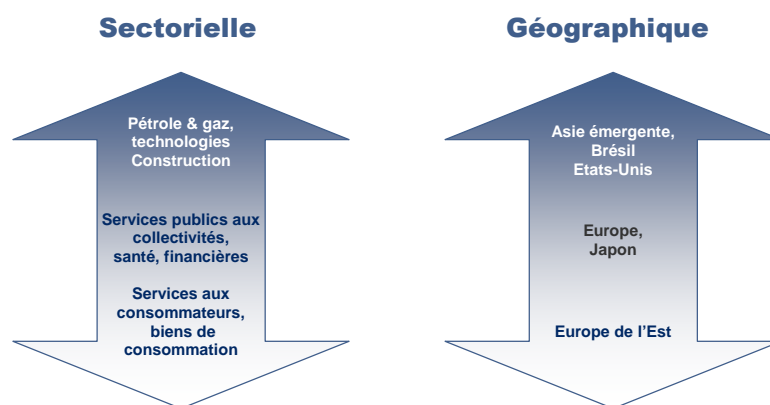 Sectorielle
Pétrole & gaz,
technologies
Construction
Services publics aux
collectivités,
santé, financières
Services aux
consommateurs,
biens de
consommation
Géographique
Asie émergente,
Brésil
Etats-Unis
Europe,
Japon
Europe de l’Est